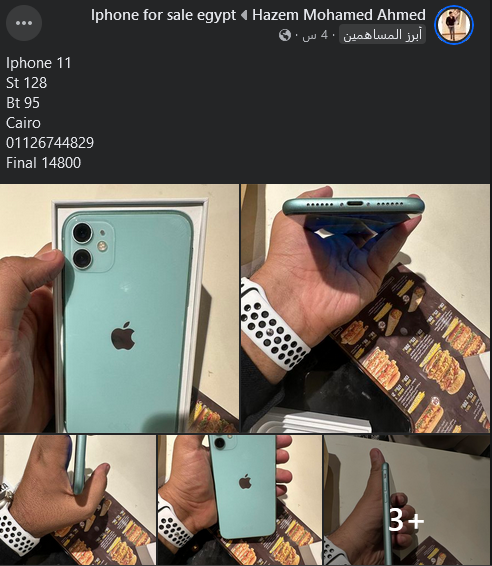 Iphone for sale egypt ◂ Hazem Mohamed Ahmed
أبرز المساهمين · 4 س ·
Iphone 11
St 128
Bt 95
Cairo
01126744829
Final 14800
3+